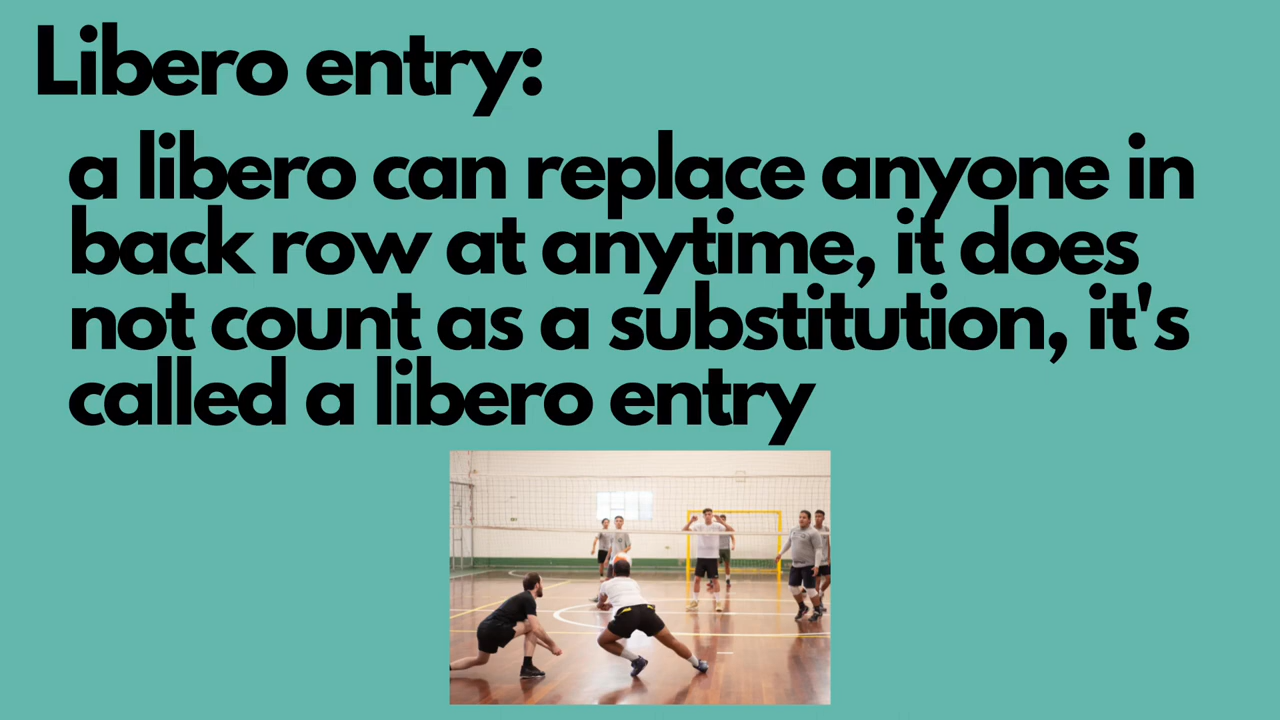 Libero entry:
a libero can replace anyone in
back row at anytime, it does
not count as a substitution, it's
called a libero entry